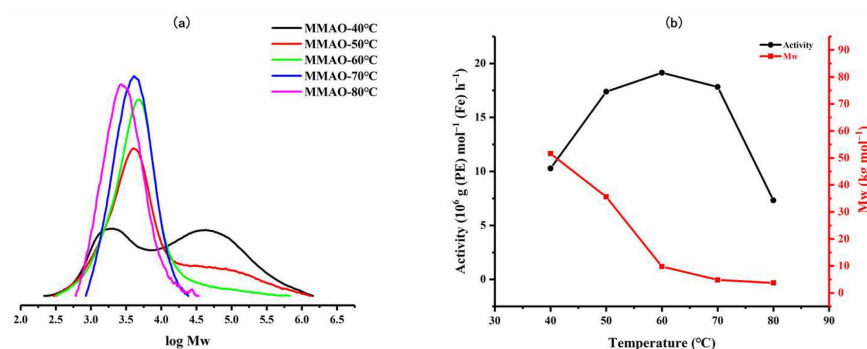 (a)
MMAO-40°C
MMAO-50°C
MMAO-60°C
MMAO-70°C
MMAO-80°C
2.0 2.5 3.0 3.5 4.0 4.5 5.0 5.5 6.0 6.5
log Mw
(b)
Activity
Mw
Activity (10⁶ g (PE) mol⁻¹ (Fe) h⁻¹)
20
15
10
5
0
90
80
70
60
50
40
30
20
10
0
Mw (kg mol⁻¹)
30 40 50 60 70 80 90
Temperature (°C)